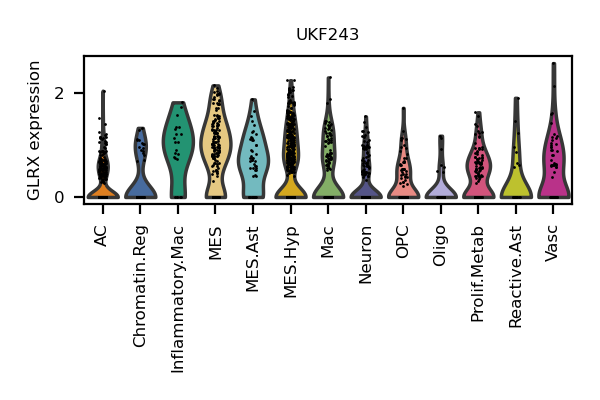 UKF243
GLRX expression
2
0
AC
Chromatin.Reg
Inflammatory.Mac
MES
MES.Ast
MES.Hyp
Mac
Neuron
OPC
Oligo
Prolif.Metab
Reactive.Ast
Vasc